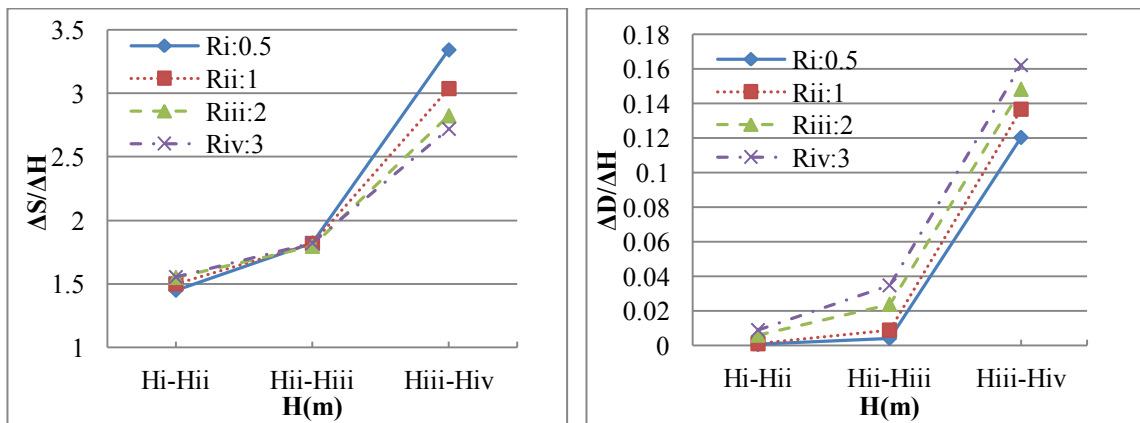 3.5
3
2.5
2
1.5
1
ΔS/ΔH
Ri:0.5
Rii:1
Riii:2
Riv:3
Hi-Hii
Hii-Hiii
Hiii-Hiv
H(m)
0.18
0.16
0.14
0.12
0.1
0.08
0.06
0.04
0.02
0
ΔD/ΔH
Ri:0.5
Rii:1
Riii:2
Riv:3
Hi-Hii
Hii-Hiii
Hiii-Hiv
H(m)